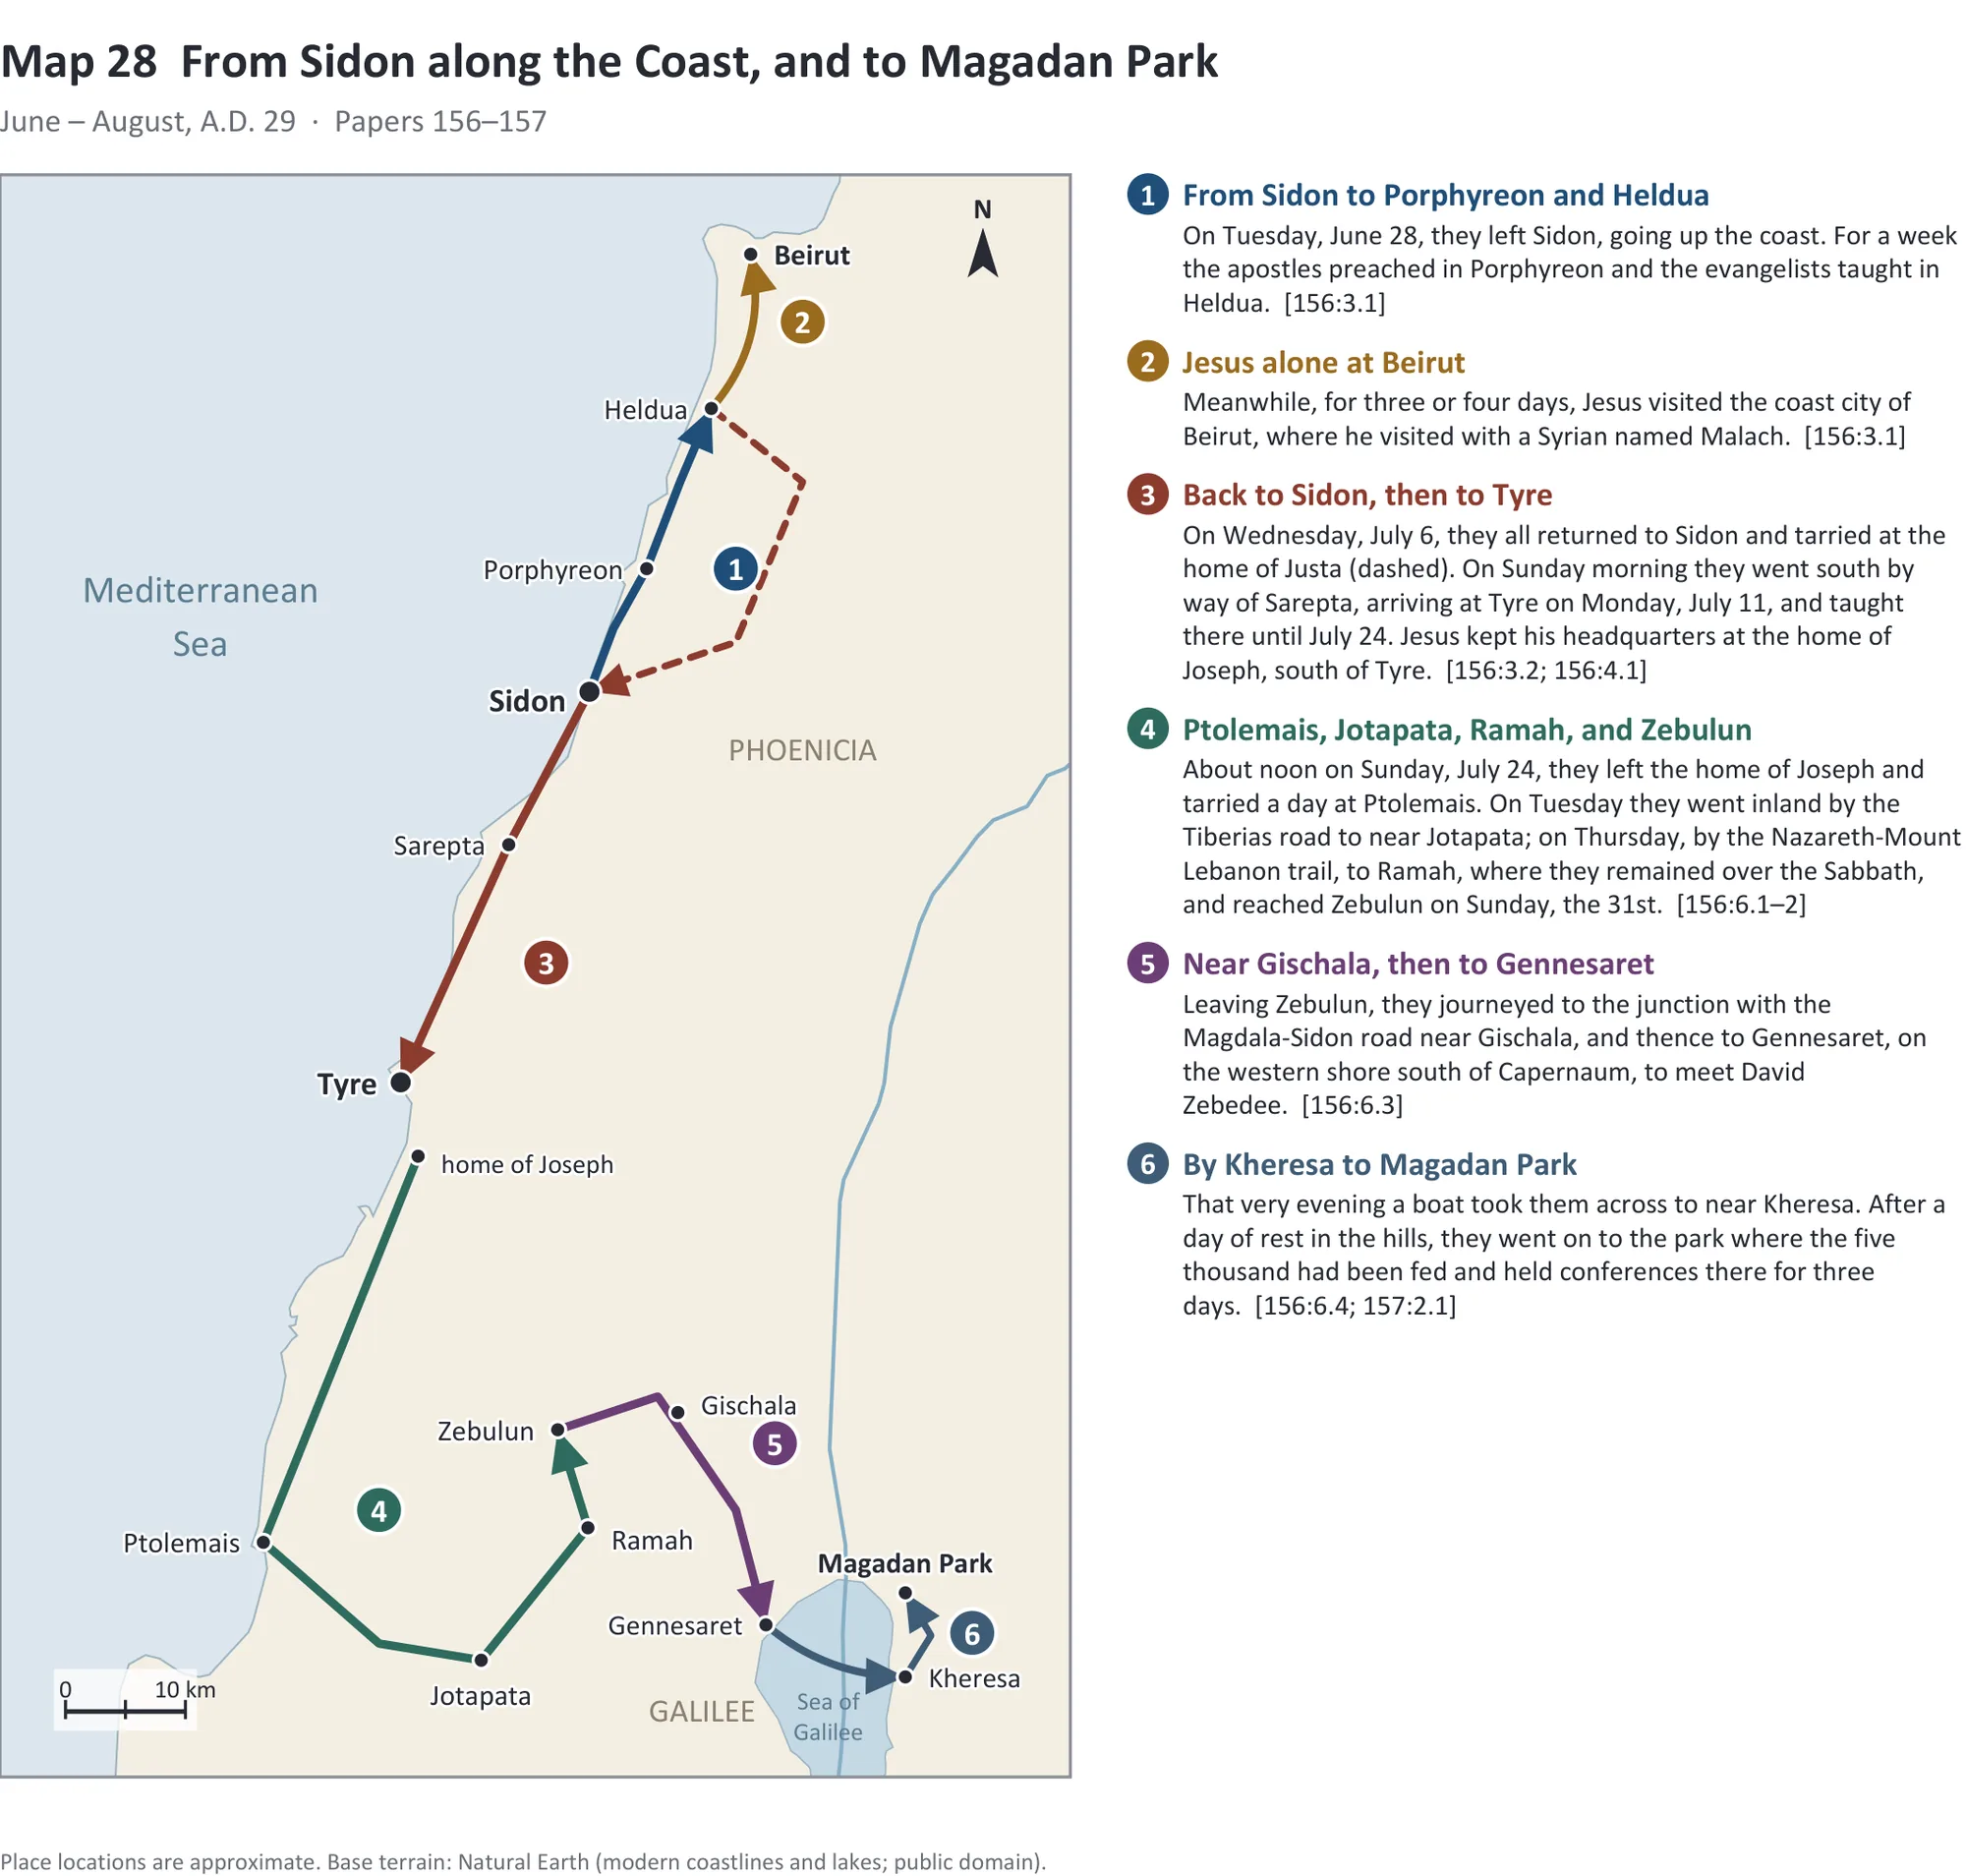 Map 28  From Sidon along the Coast, and to Magadan Park
June – August, A.D. 29 · Papers 156–157
N
Beirut
2
Heldua
Porphyreon
1
Mediterranean
Sea
Sidon
PHOENICIA
Sarepta
3
Tyre
home of Joseph
Gischala
Zebulun
5
4
Ptolemais
Ramah
Magadan Park
Gennesaret
6
Kheresa
0 10 km
Jotapata
GALILEE
Sea of
Galilee
1 From Sidon to Porphyreon and Heldua
On Tuesday, June 28, they left Sidon, going up the coast. For a week
the apostles preached in Porphyreon and the evangelists taught in
Heldua. [156:3.1]
2 Jesus alone at Beirut
Meanwhile, for three or four days, Jesus visited the coast city of
Beirut, where he visited with a Syrian named Malach. [156:3.1]
3 Back to Sidon, then to Tyre
On Wednesday, July 6, they all returned to Sidon and tarried at the
home of Justa (dashed). On Sunday morning they went south by
way of Sarepta, arriving at Tyre on Monday, July 11, and taught
there until July 24. Jesus kept his headquarters at the home of
Joseph, south of Tyre. [156:3.2; 156:4.1]
4 Ptolemais, Jotapata, Ramah, and Zebulun
About noon on Sunday, July 24, they left the home of Joseph and
tarried a day at Ptolemais. On Tuesday they went inland by the
Tiberias road to near Jotapata; on Thursday, by the Nazareth-Mount
Lebanon trail, to Ramah, where they remained over the Sabbath,
and reached Zebulun on Sunday, the 31st. [156:6.1–2]
5 Near Gischala, then to Gennesaret
Leaving Zebulun, they journeyed to the junction with the
Magdala-Sidon road near Gischala, and thence to Gennesaret, on
the western shore south of Capernaum, to meet David
Zebedee. [156:6.3]
6 By Kheresa to Magadan Park
That very evening a boat took them across to near Kheresa. After a
day of rest in the hills, they went on to the park where the five
thousand had been fed and held conferences there for three
days. [156:6.4; 157:2.1]
Place locations are approximate. Base terrain: Natural Earth (modern coastlines and lakes; public domain).